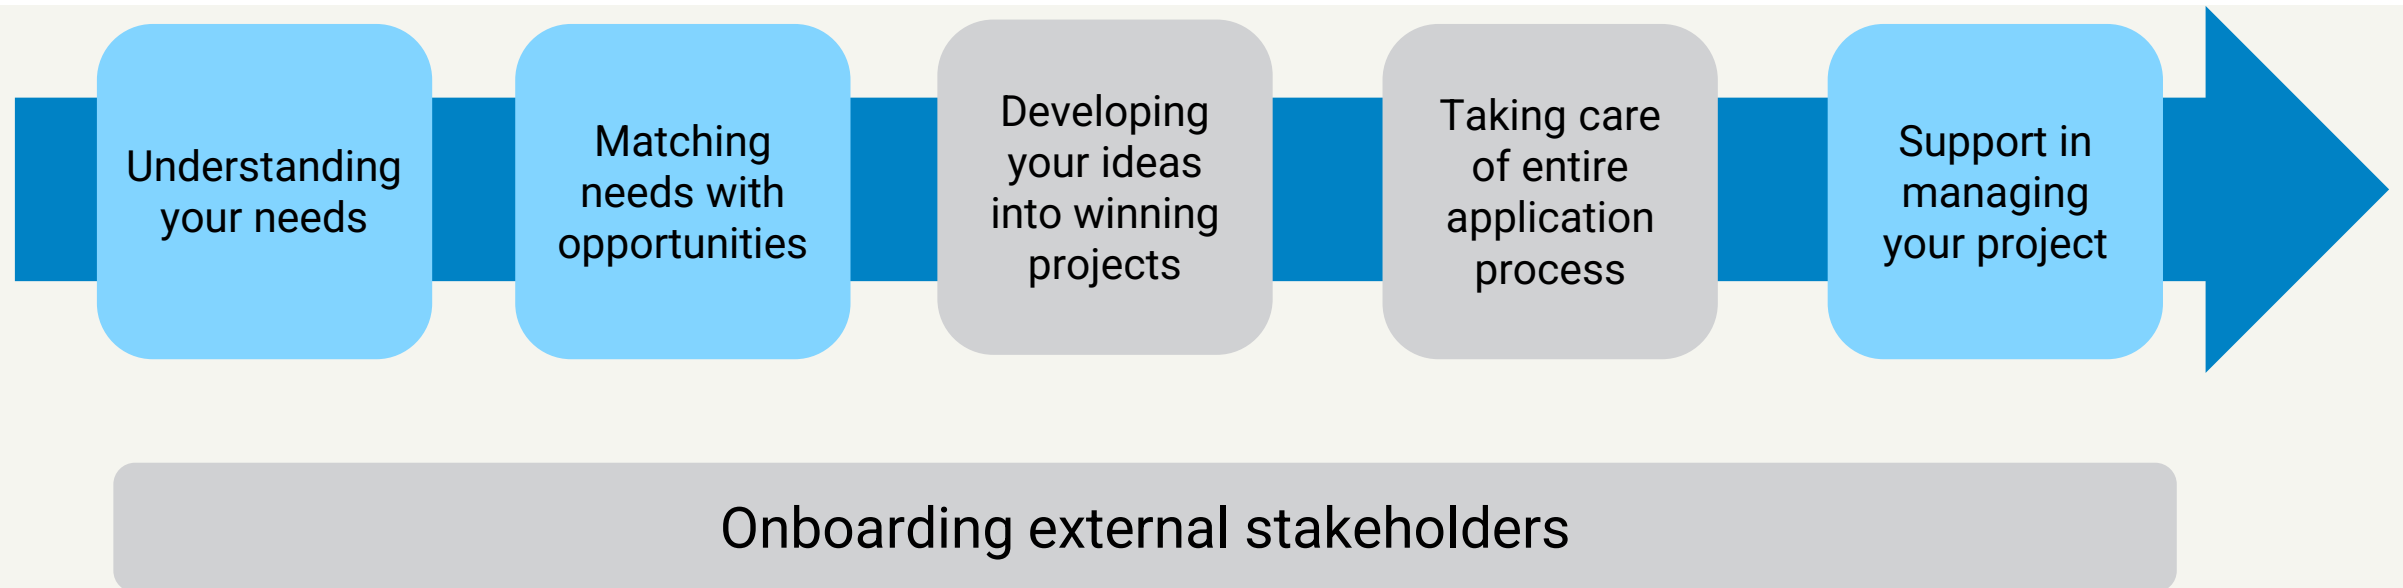 Understanding
your needs
Matching
needs with
opportunities
Developing
your ideas
into winning
projects
Taking care
of entire
application
process
Support in
managing
your project
Onboarding external stakeholders